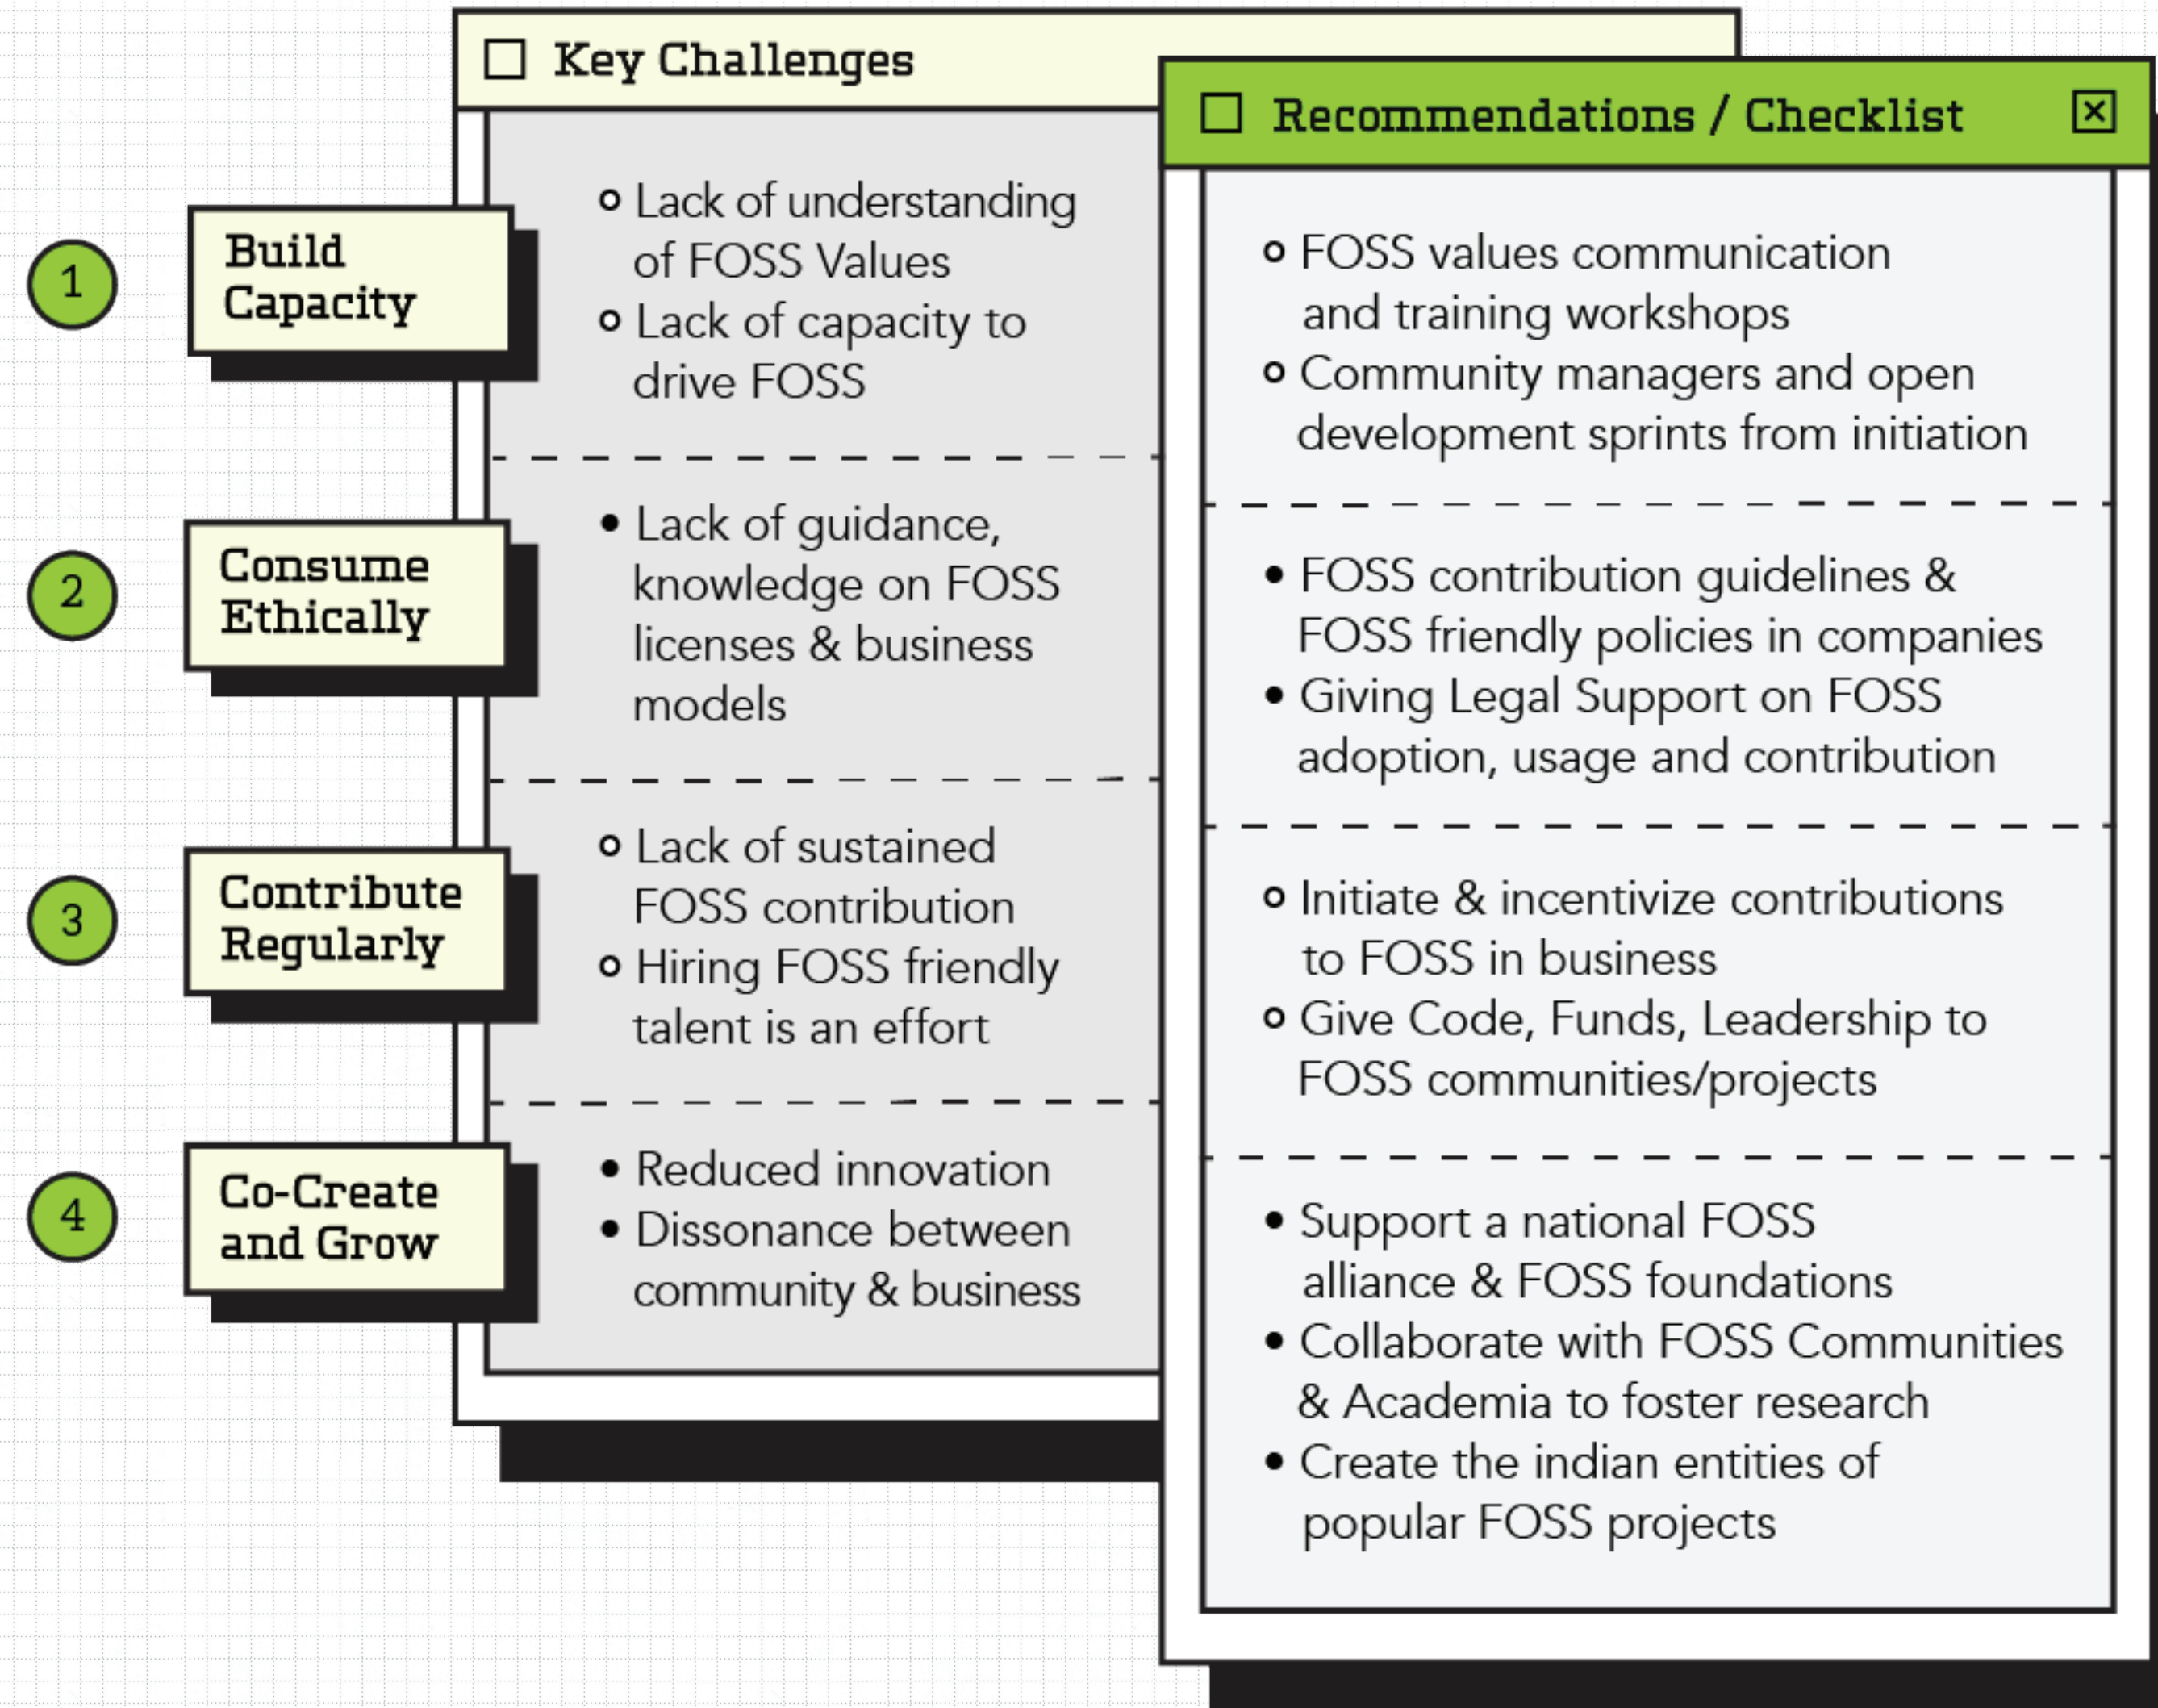 Key Challenges
Recommendations / Checklist
1
Build
Capacity
Lack of understanding
of FOSS Values
Lack of capacity to
drive FOSS
FOSS values communication
and training workshops
Community managers and open
development sprints from initiation
2
Consume
Ethically
Lack of guidance,
knowledge on FOSS
licenses & business
models
FOSS contribution guidelines &
FOSS friendly policies in companies
Giving Legal Support on FOSS
adoption, usage and contribution
3
Contribute
Regularly
Lack of sustained
FOSS contribution
Hiring FOSS friendly
talent is an effort
Initiate & incentivize contributions
to FOSS in business
Give Code, Funds, Leadership to
FOSS communities/projects
4
Co-Create
and Grow
Reduced innovation
Dissonance between
community & business
Support a national FOSS
alliance & FOSS foundations
Collaborate with FOSS Communities
& Academia to foster research
Create the indian entities of
popular FOSS projects